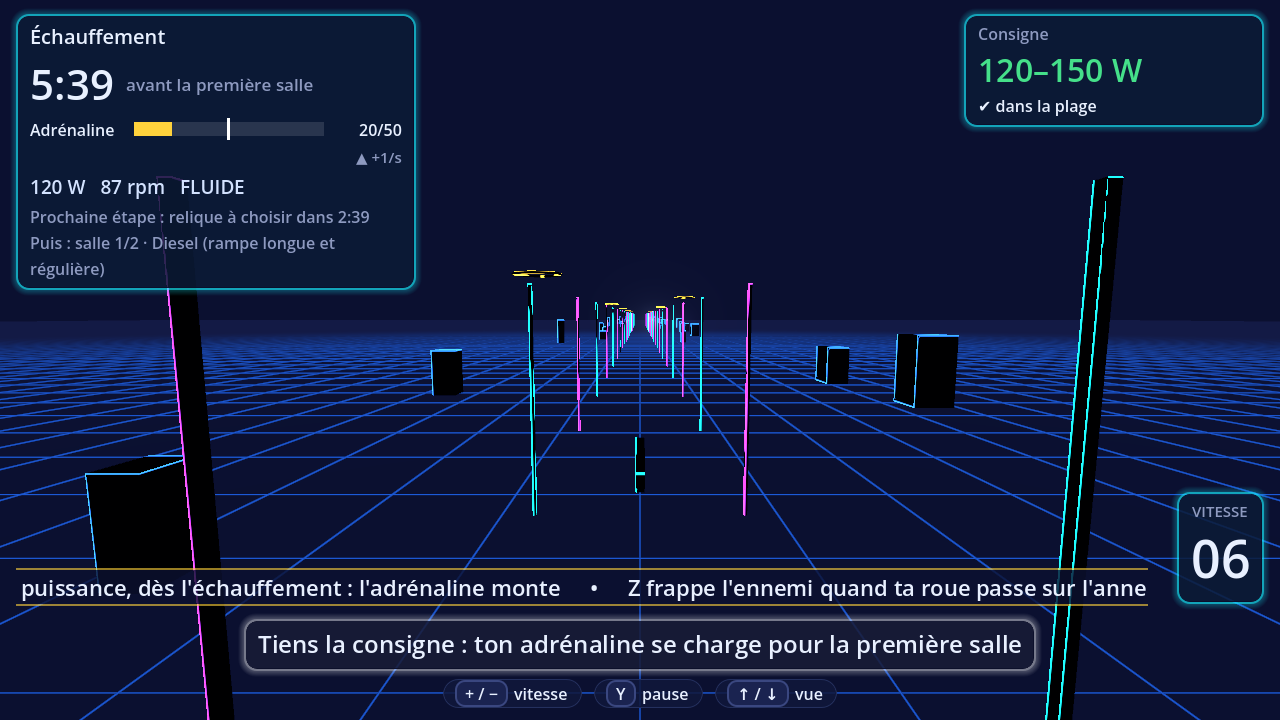 Échauffement
5:39 avant la première salle
Adrénaline 20/50
▲ +1/s
120 W 87 rpm FLUIDE
Prochaine étape : relique à choisir dans 2:39
Puis : salle 1/2 · Diesel (rampe longue et
régulière)
Consigne
120–150 W
✔ dans la plage
VITESSE
06
puissance, dès l'échauffement : l'adrénaline monte • Z frappe l'ennemi quand ta roue passe sur l'anne
Tiens la consigne : ton adrénaline se charge pour la première salle
+ / − vitesse Y pause ↑ / ↓ vue